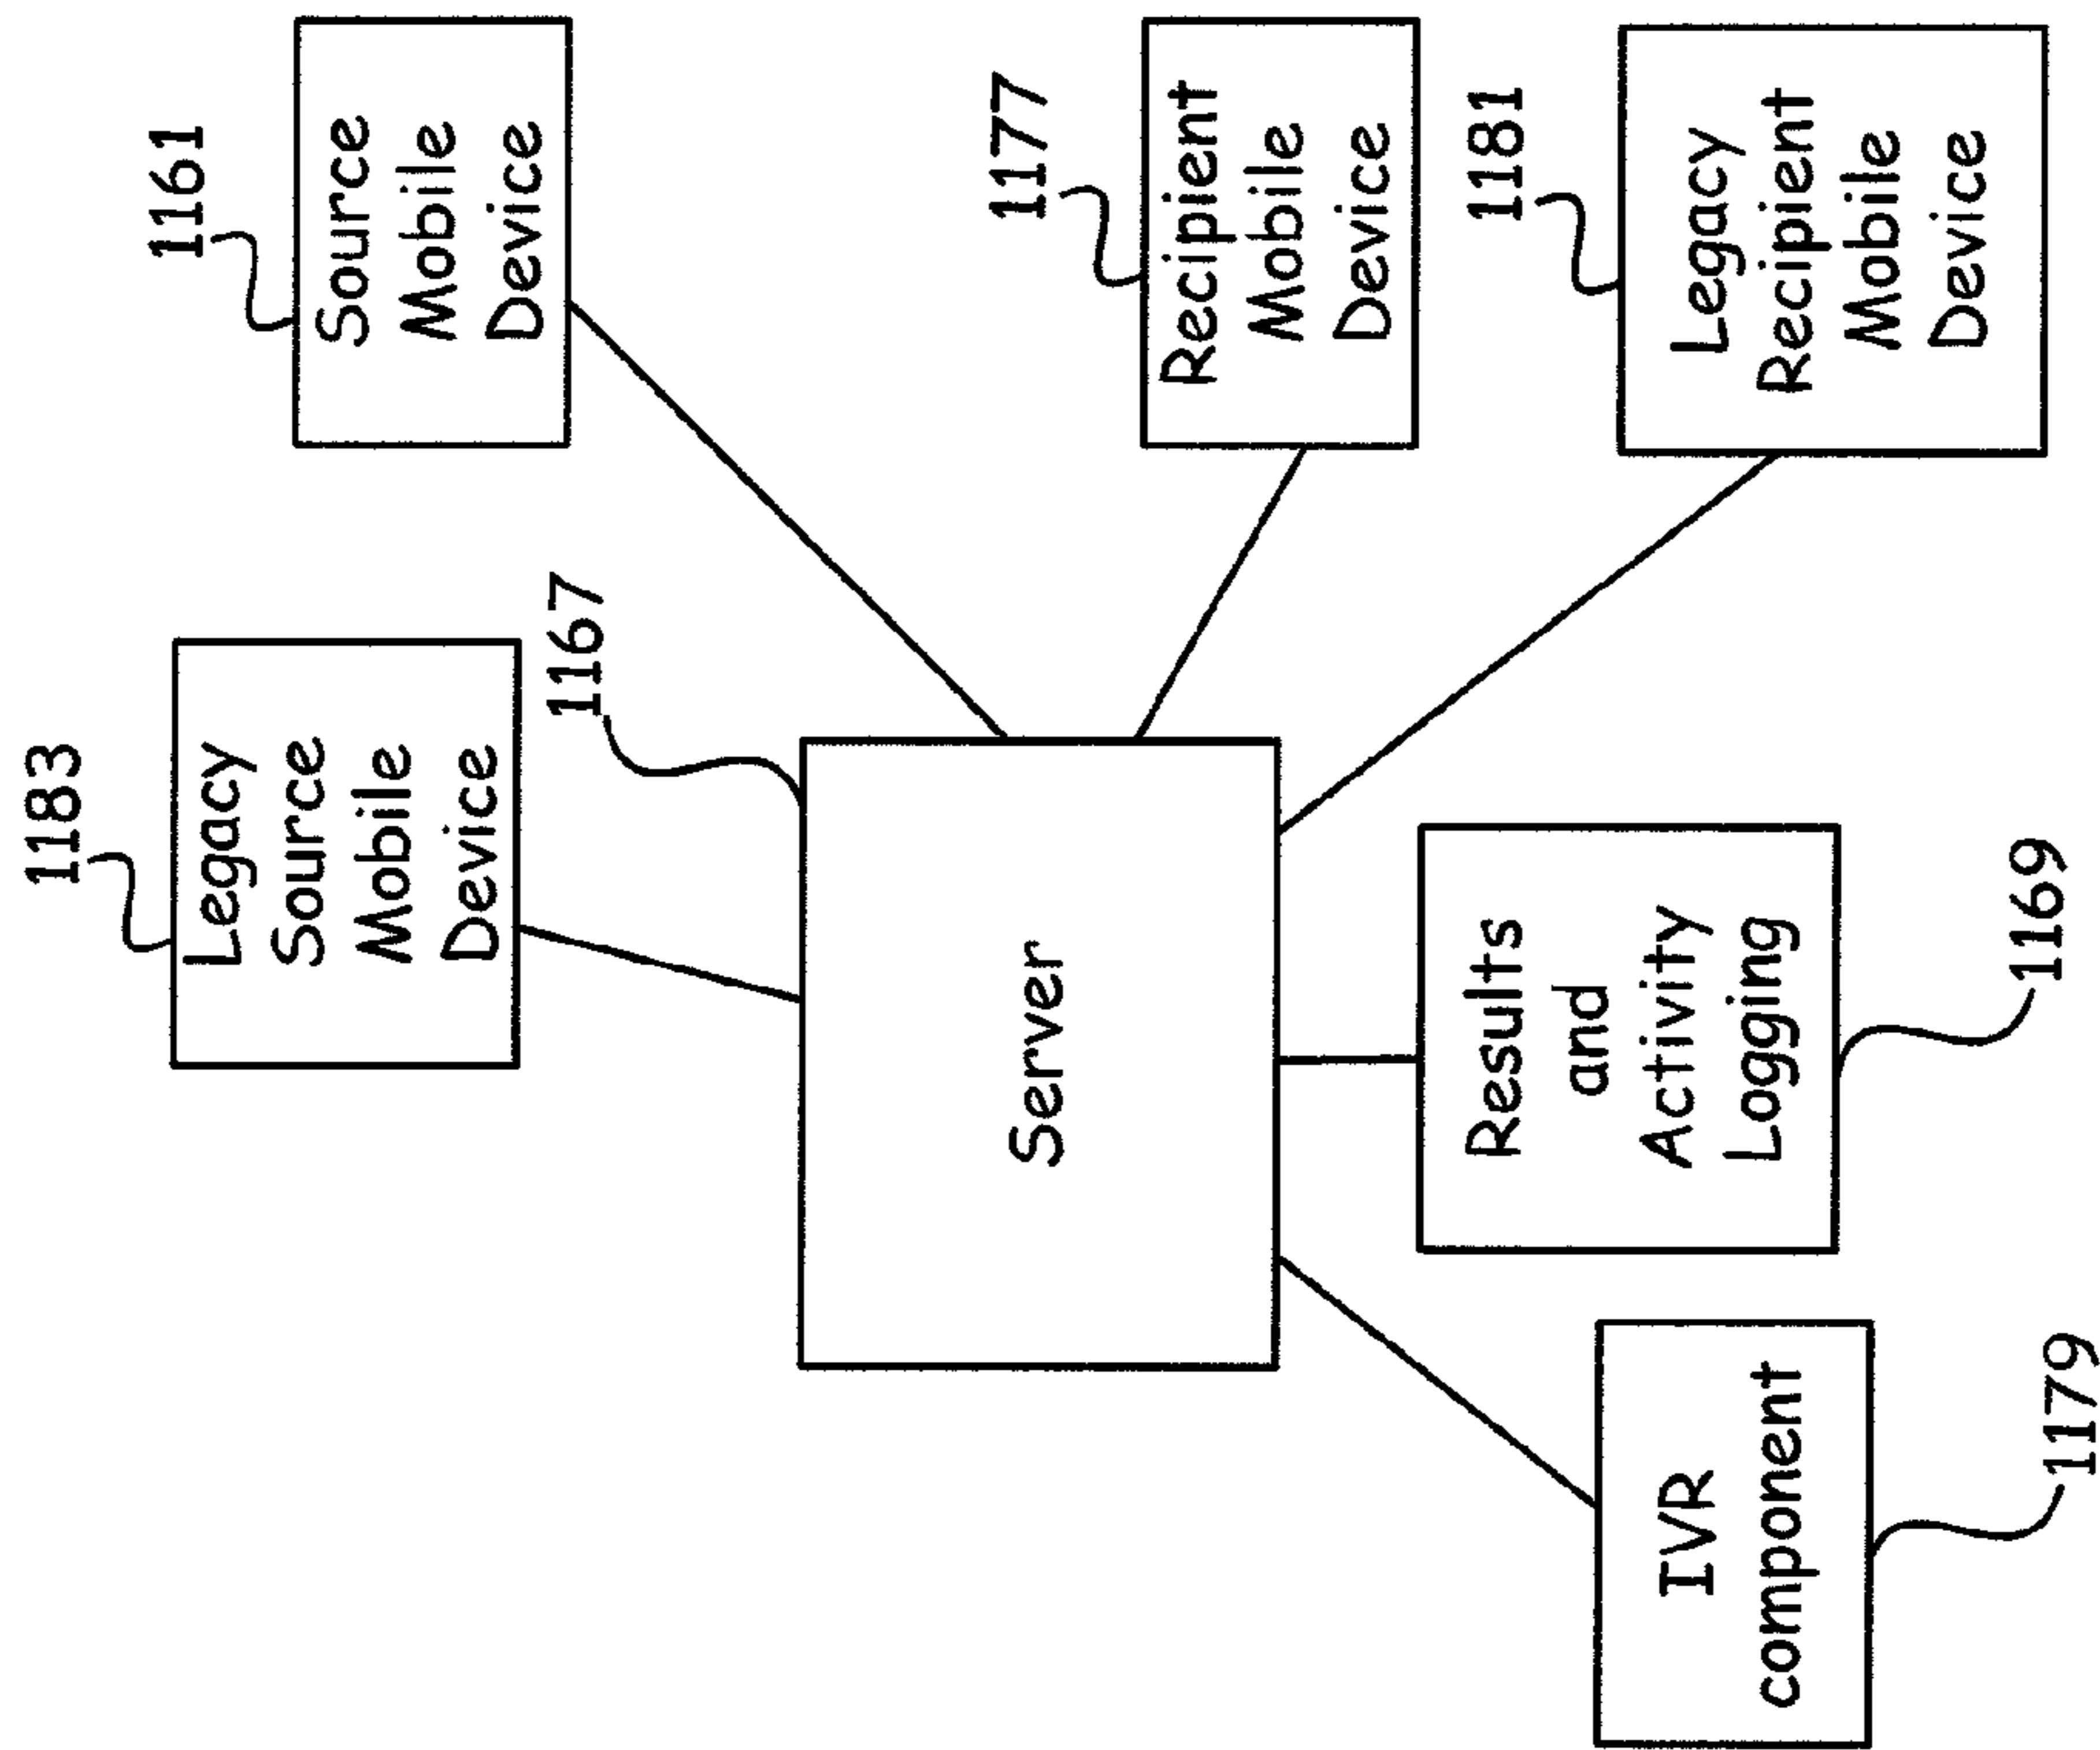 1183
Legacy
Source
Mobile
Device
1161
Source
Mobile
Device
1167
Server
1177
Recipient
Mobile
Device
1181
Legacy
Recipient
Mobile
Device
Results
and
Activity
Logging
1169
IVR
component
1179